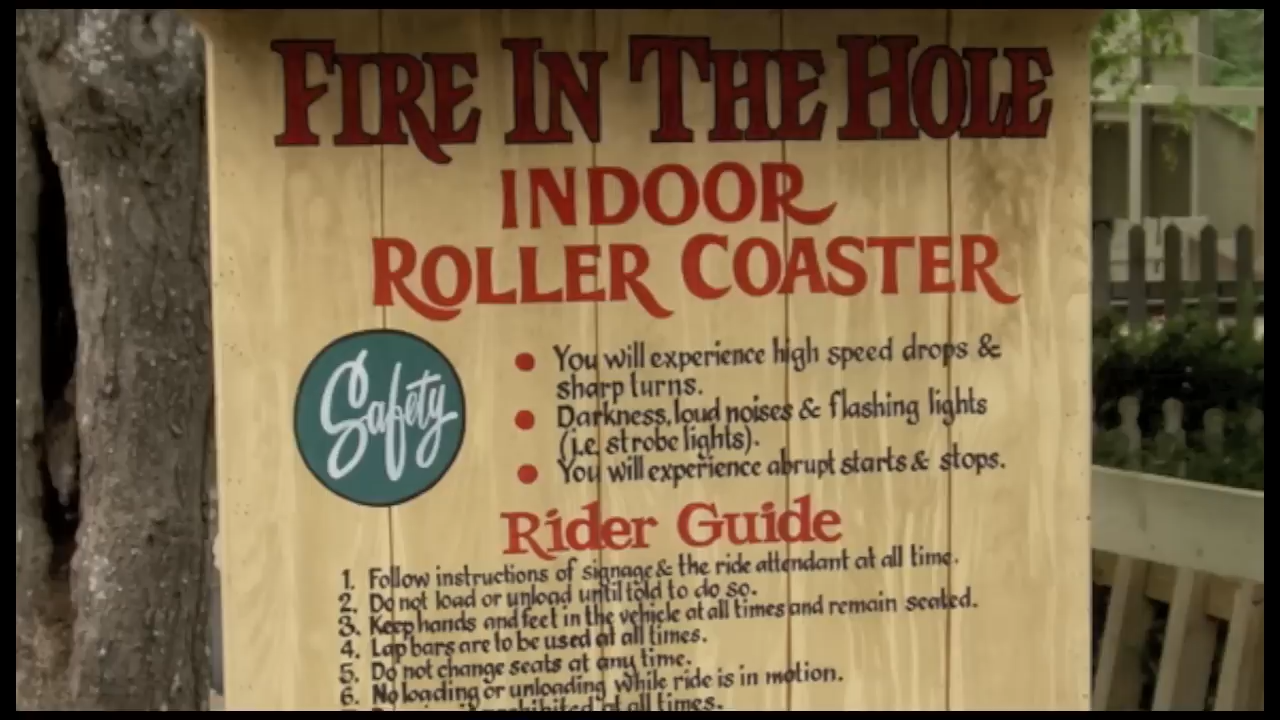 FIRE IN THE HOLE
INDOOR
ROLLER COASTER
Safety
• You will experience high speed drops &
sharp turns.
• Darkness, loud noises & flashing lights
(i.e. strobe lights).
• You will experience abrupt starts & stops.
Rider Guide
1. Follow instructions of signage & the ride attendant at all time.
2. Do not load or unload until told to do so.
3. Keep hands and feet in the vehicle at all times and remain seated.
4. Lap bars are to be used at all times.
5. Do not change seats at any time.
6. No loading or unloading while ride is in motion.
prohibited at all times.